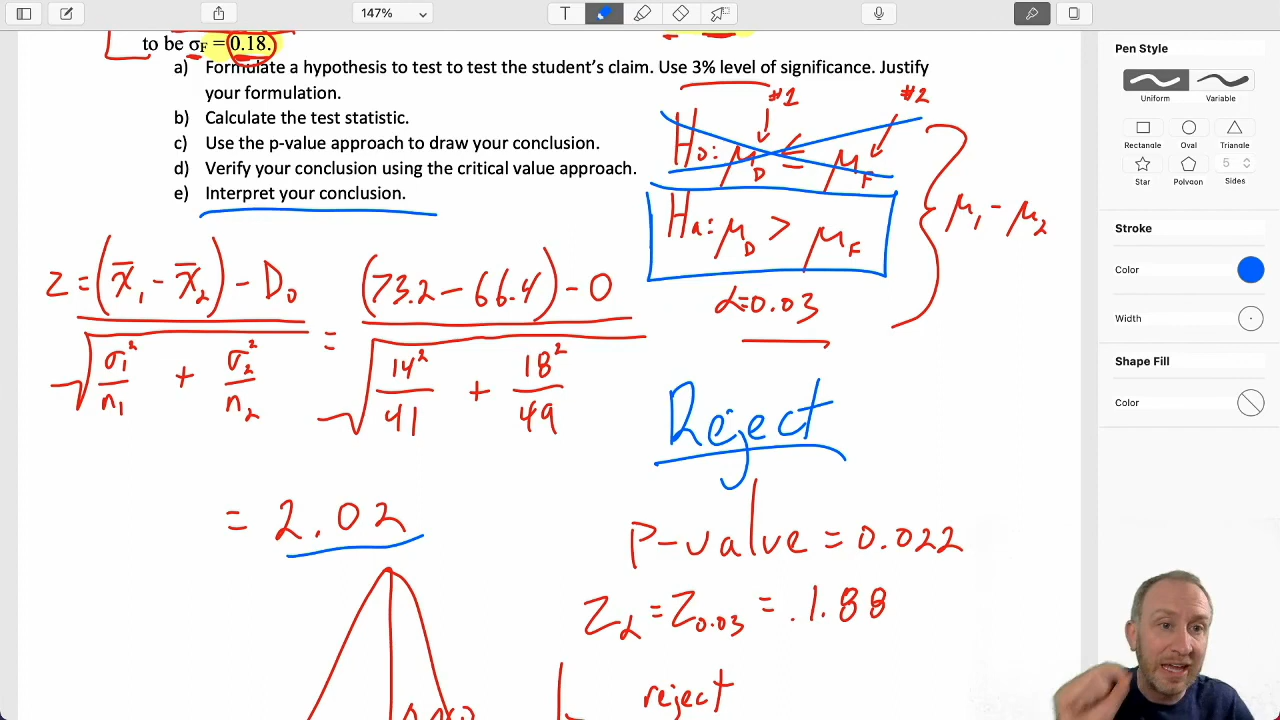 147%
T
to be σF = 0.18.
a) Formulate a hypothesis to test to test the student's claim. Use 3% level of significance. Justify
your formulation.
b) Calculate the test statistic.
c) Use the p-value approach to draw your conclusion.
d) Verify your conclusion using the critical value approach.
e) Interpret your conclusion.
#1 #2
Ho: μD ≤ μF
Ha: μD > μF
μ1 - μ2
α=0.03
z = (x̄1 - x̄2) - D0 = (73.2 - 66.4) - 0
√ σ1² / n1 + σ2² / n2 √ 14² / 41 + 18² / 49
Reject
= 2.02
P-value = 0.022
Zα = Z0.03 = .1.88
reject
Pen Style
Uniform Variable
Rectangle Oval Triangle
5
Star Polygon Sides
Stroke
Color
Width
Shape Fill
Color